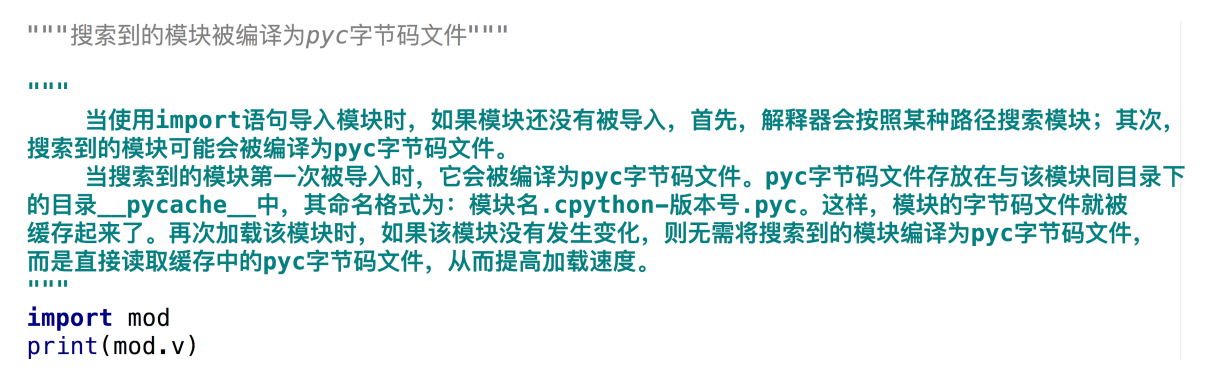 """搜索到的模块被编译为pyc字节码文件"""
"""
    当使用import语句导入模块时，如果模块还没有被导入，首先，解释器会按照某种路径搜索模块；其次，
搜索到的模块可能会被编译为pyc字节码文件。
    当搜索到的模块第一次被导入时，它会被编译为pyc字节码文件。pyc字节码文件存放在与该模块同目录下
的目录__pycache__中，其命名格式为：模块名.cpython-版本号.pyc。这样，模块的字节码文件就被
缓存起来了。再次加载该模块时，如果该模块没有发生变化，则无需将搜索到的模块编译为pyc字节码文件，
而是直接读取缓存中的pyc字节码文件，从而提高加载速度。
"""
import mod
print(mod.v)